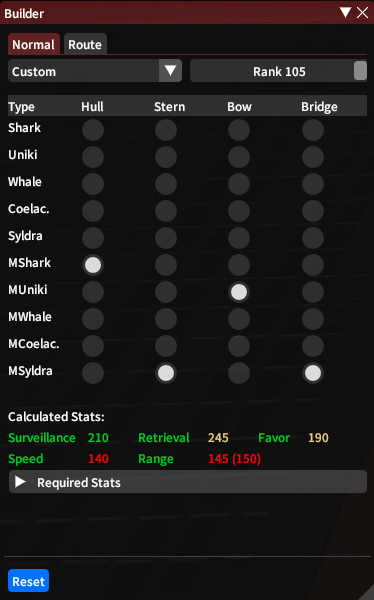 Builder
Normal Route
Custom Rank 105
Type Hull Stern Bow Bridge
Shark
Uniki
Whale
Coelac.
Syldra
MShark
MUniki
MWhale
MCoelac.
MSyldra
Calculated Stats:
Surveillance 210 Retrieval 245 Favor 190
Speed 140 Range 145 (150)
Required Stats
Reset